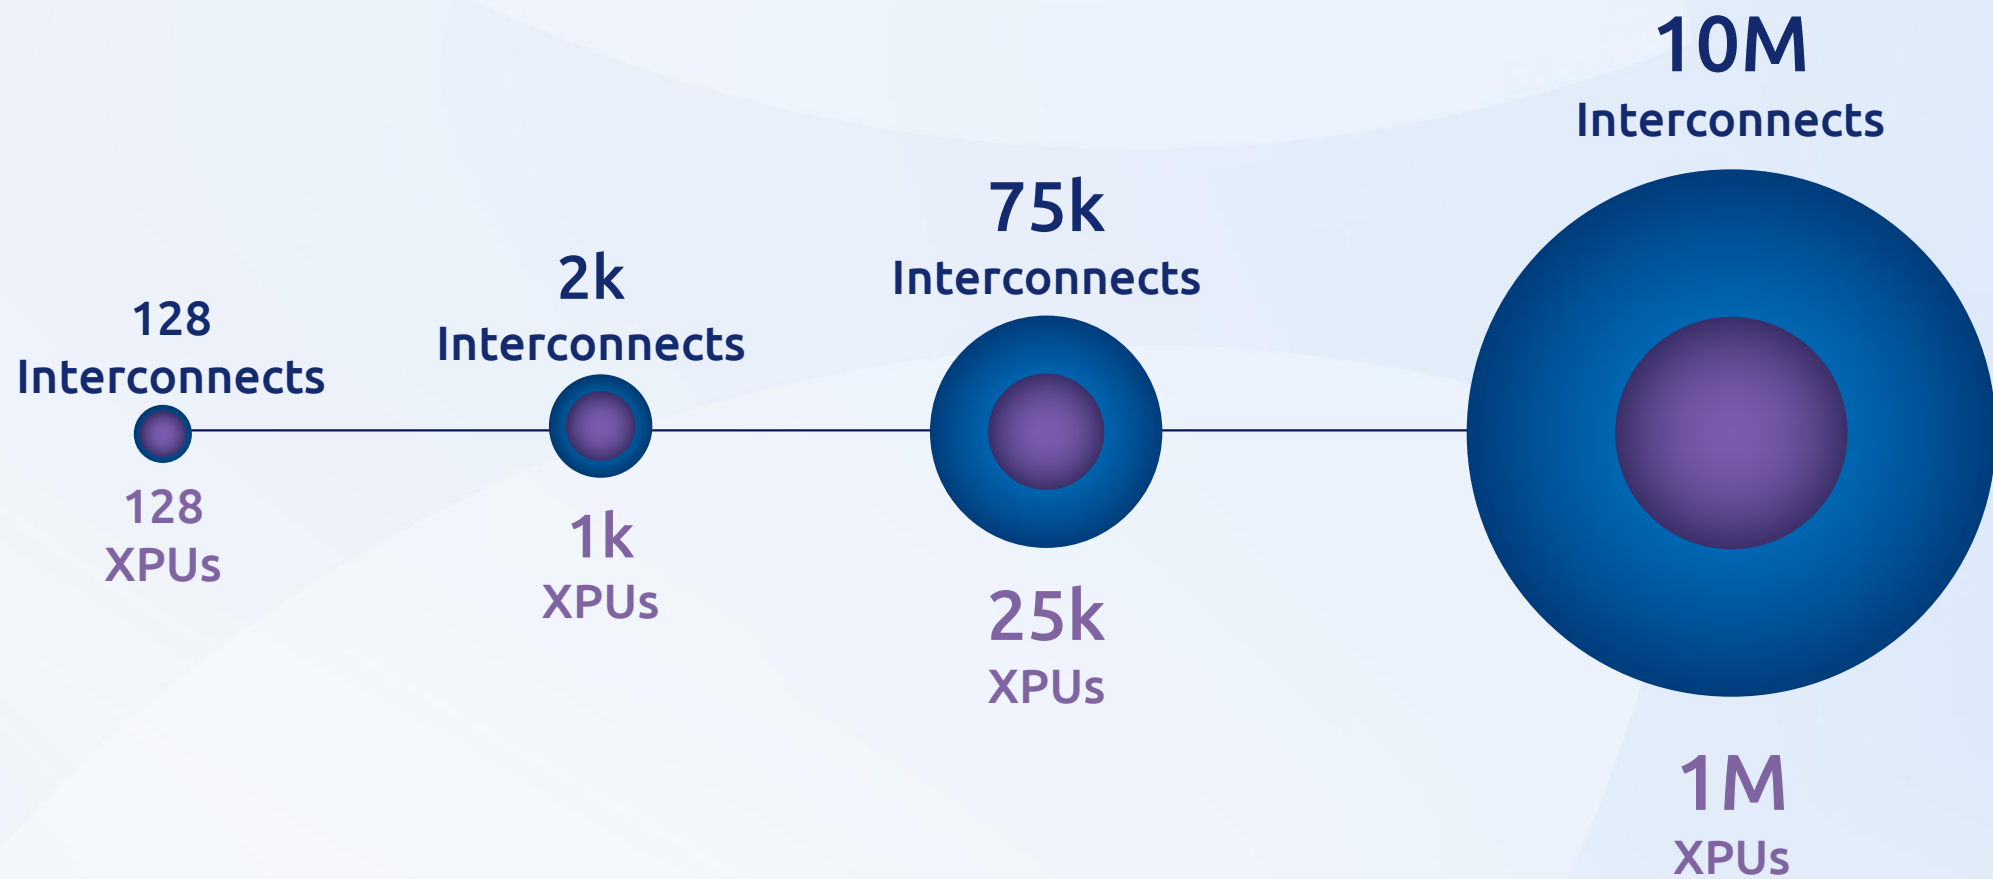 128
Interconnects
128
XPUs
2k
Interconnects
1k
XPUs
75k
Interconnects
25k
XPUs
10M
Interconnects
1M
XPUs